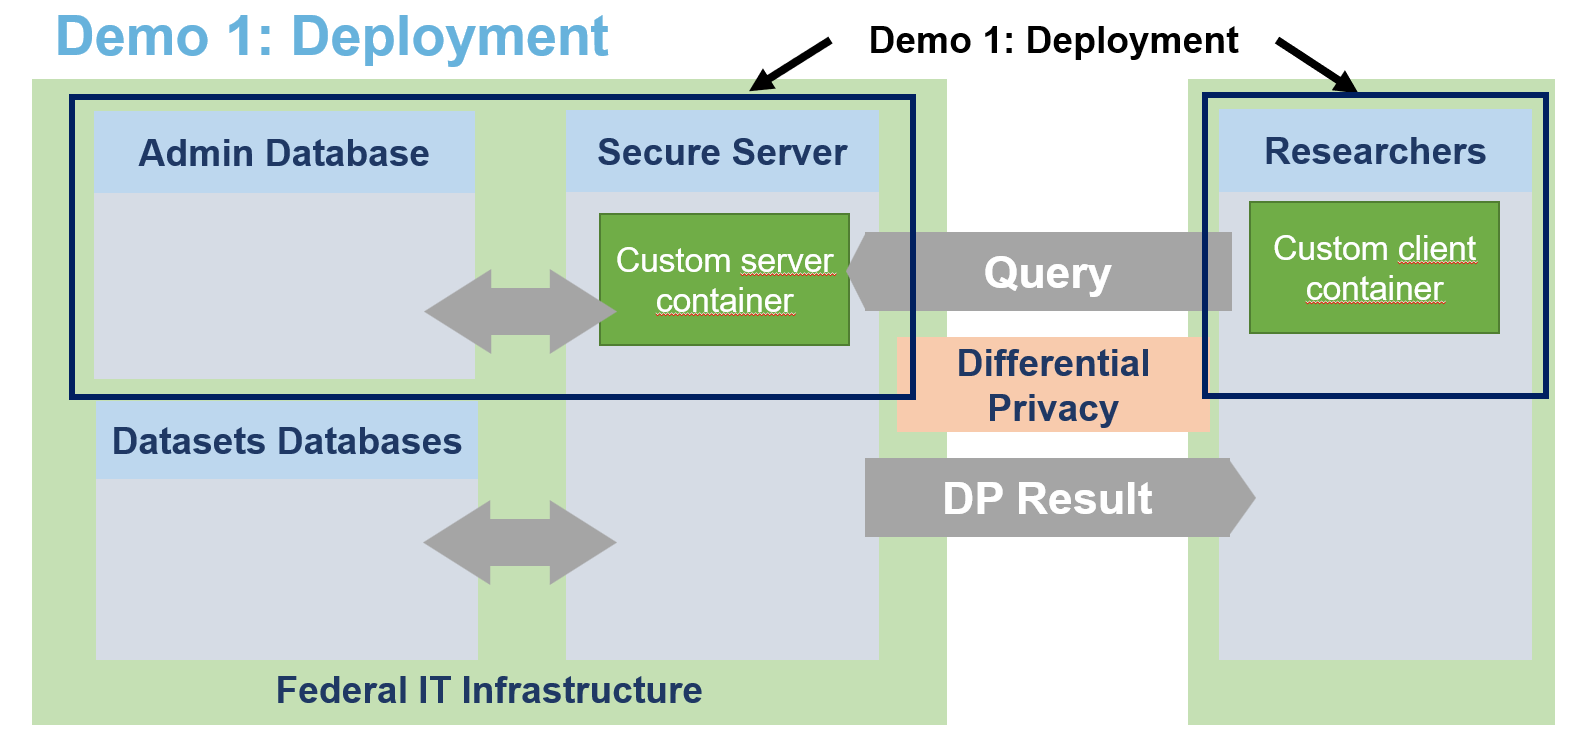 Demo 1: Deployment
Demo 1: Deployment
Admin Database
Secure Server
Researchers
Custom server
container
Query
Custom client
container
Differential
Privacy
Datasets Databases
DP Result
Federal IT Infrastructure